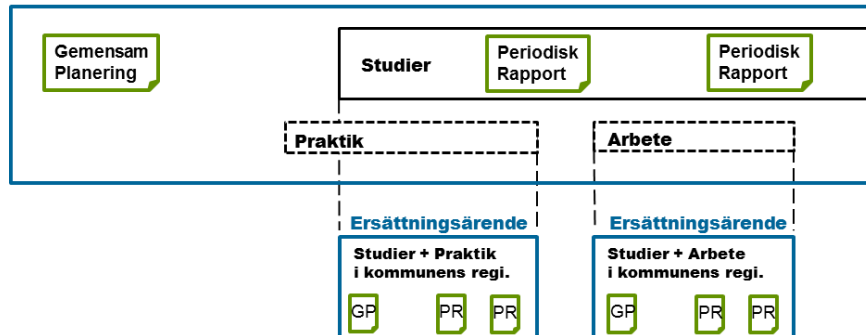 Gemensam
Planering
Studier
Periodisk
Rapport
Periodisk
Rapport
Praktik
Arbete
Ersättningsärende
Ersättningsärende
Studier + Praktik
i kommunens regi.
Studier + Arbete
i kommunens regi.
GP PR PR
GP PR PR